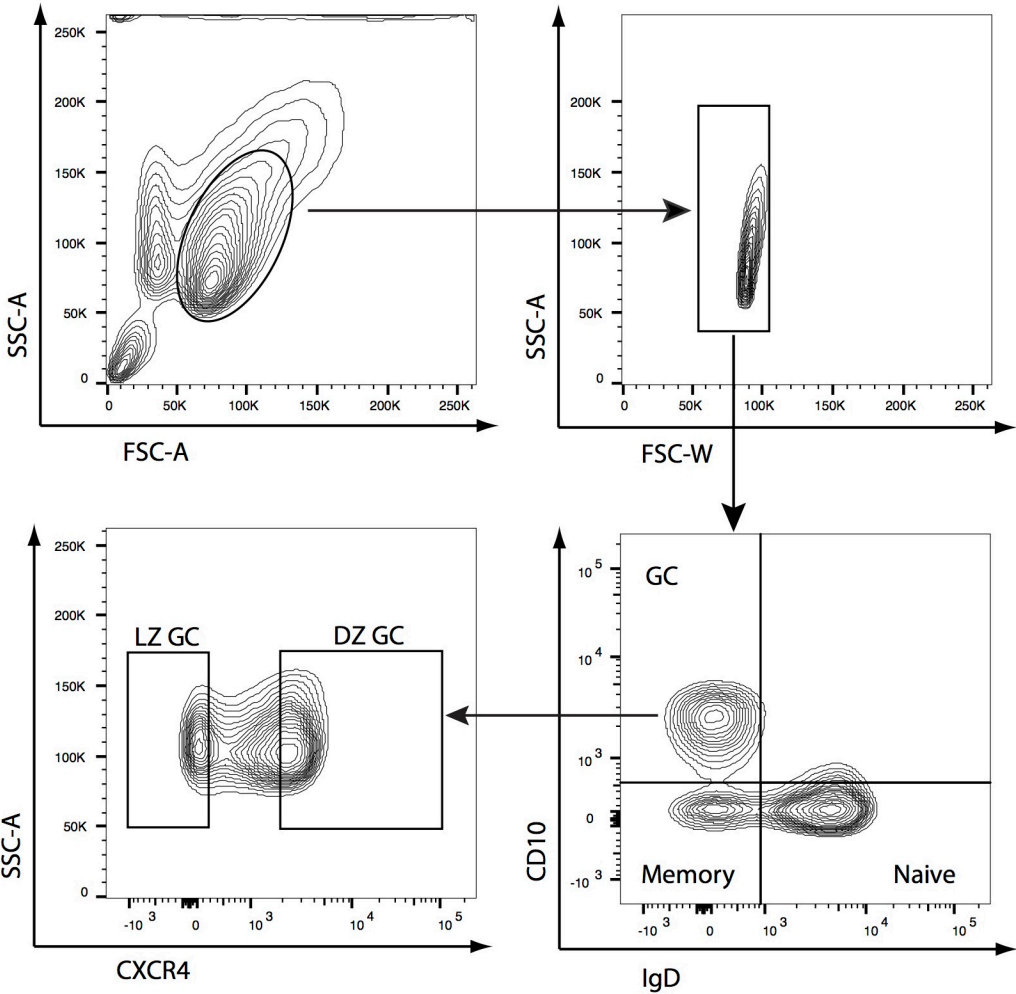 250K
200K
150K
100K
50K
0
SSC-A
0 50K 100K 150K 200K 250K
FSC-A
200K
150K
100K
50K
0
SSC-A
0 50K 100K 150K 200K 250K
FSC-W
250K
200K
150K
100K
50K
0
SSC-A
LZ GC
DZ GC
-10 3 0 10 3 10 4 10 5
CXCR4
10 5
10 4
10 3
0
-10 3
CD10
GC
Memory
Naive
-10 3 0 10 3 10 4 10 5
IgD